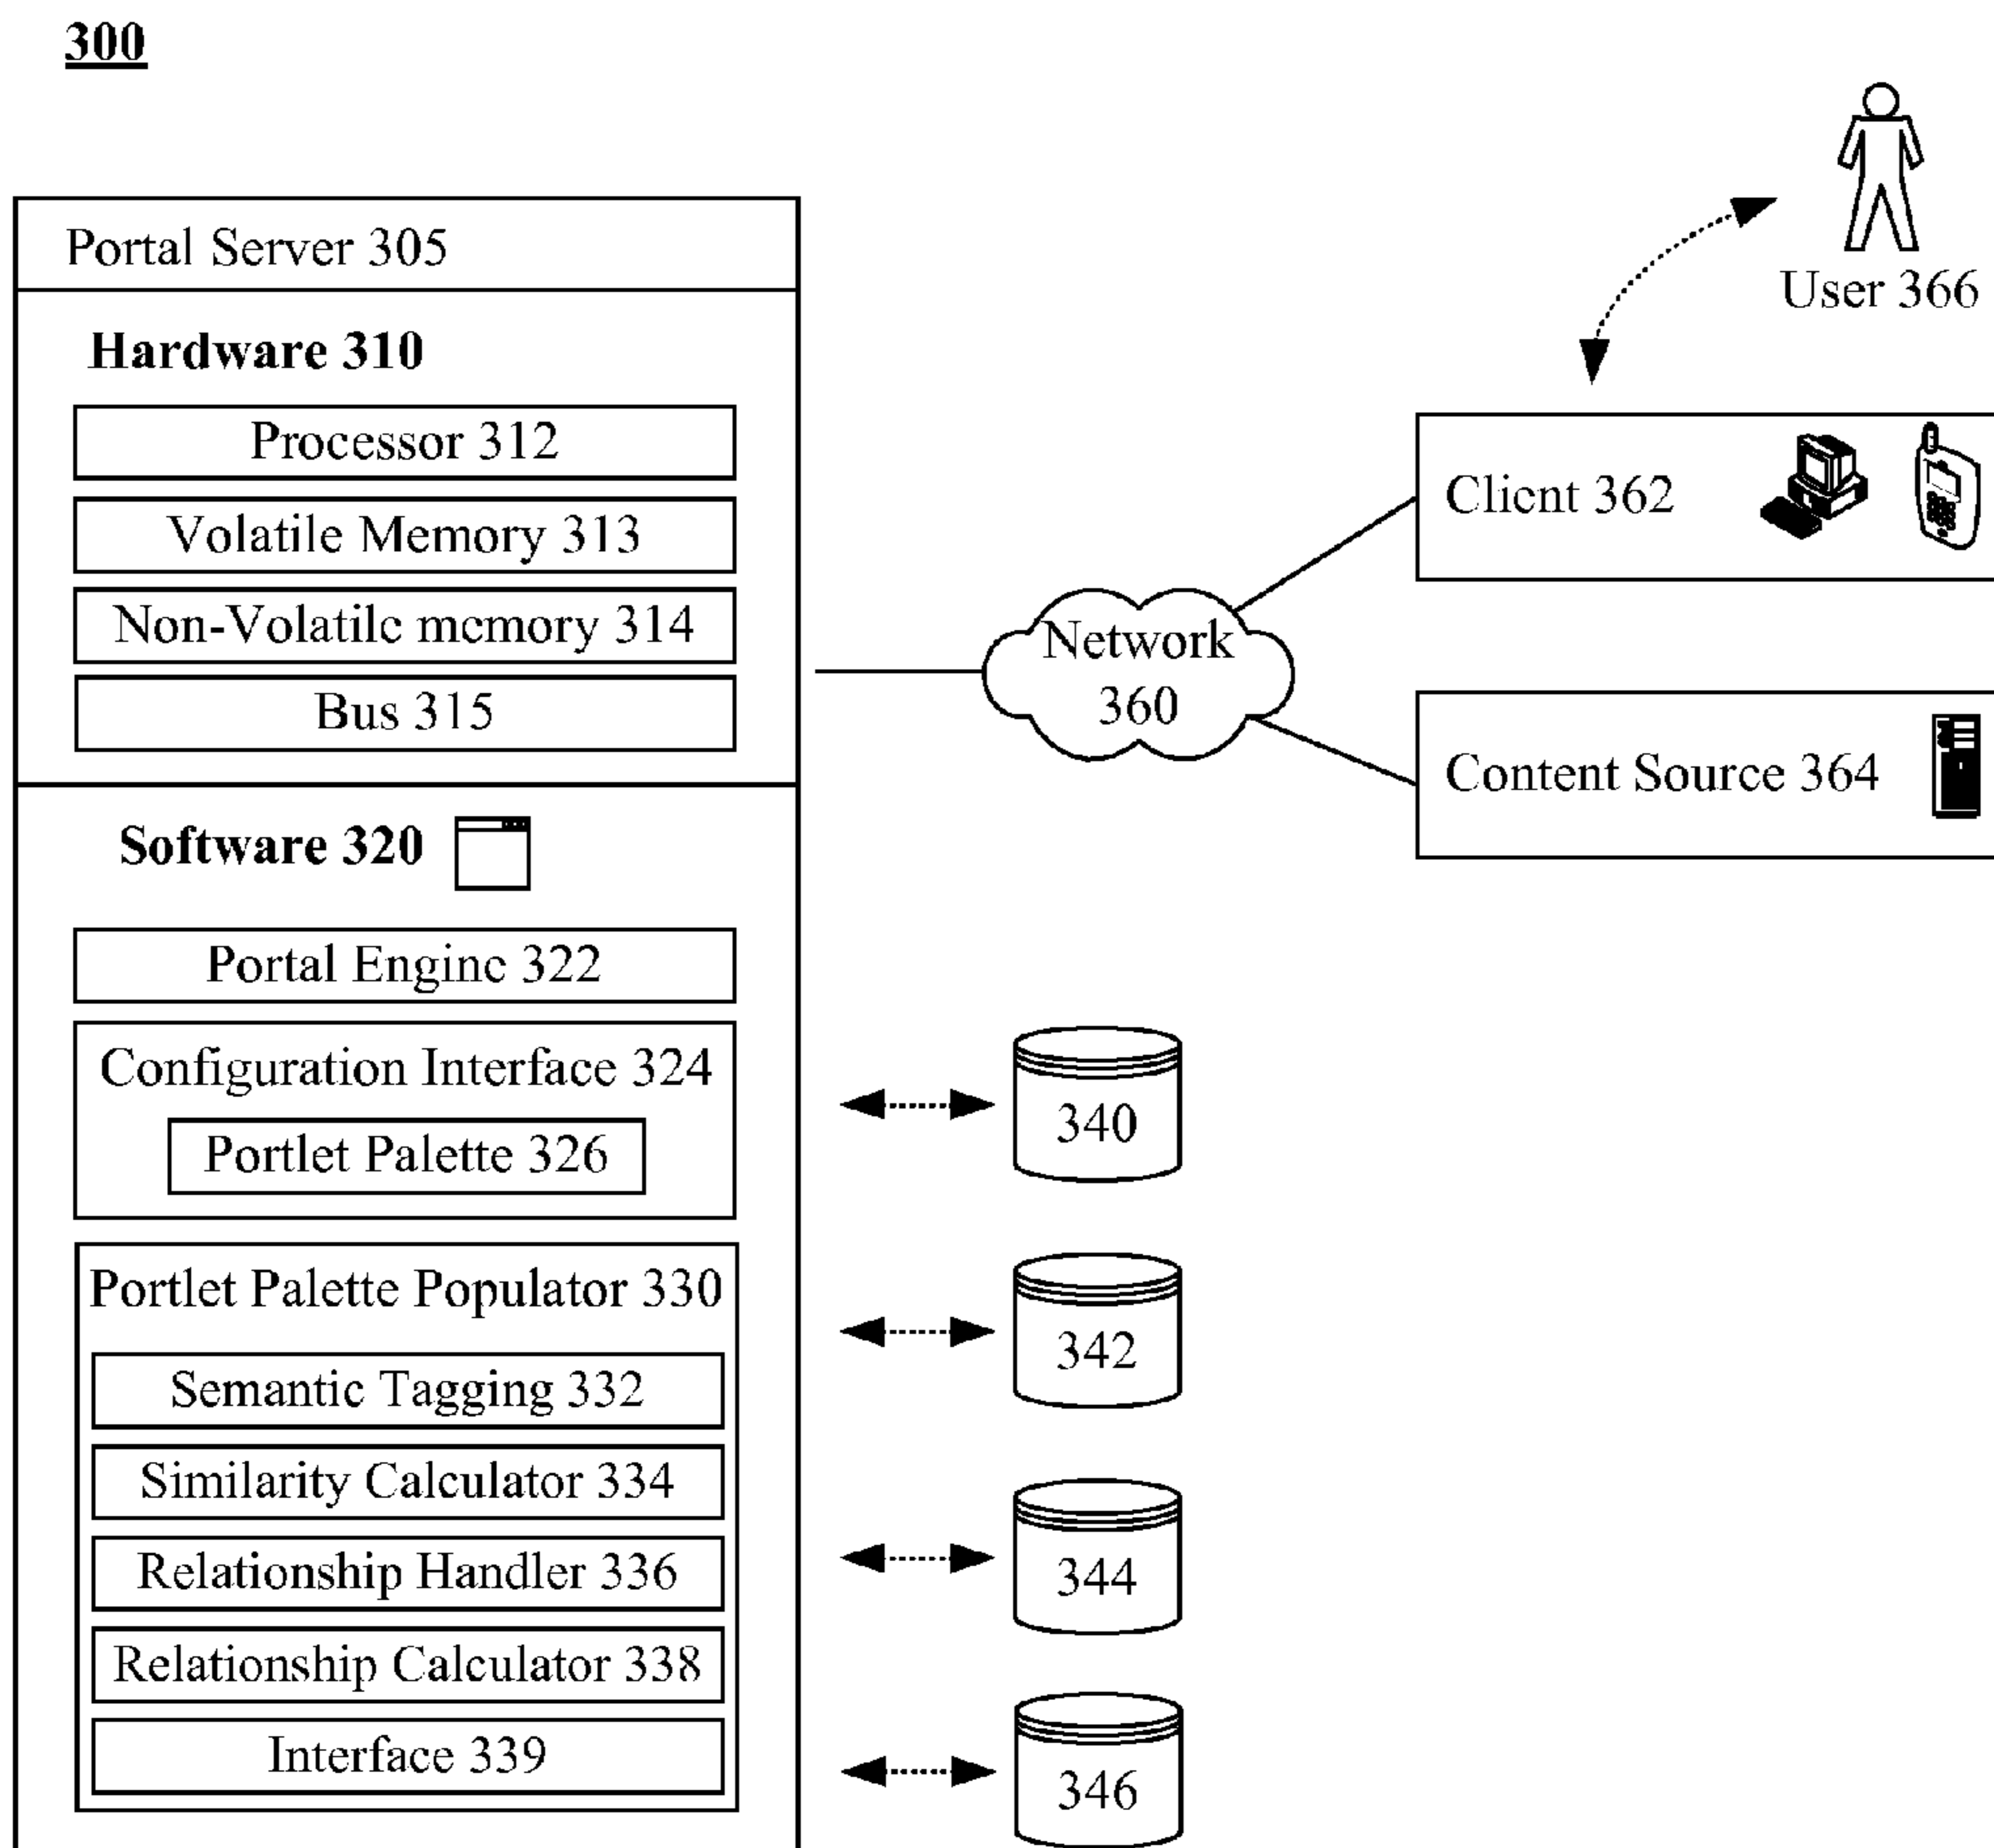 300
Portal Server 305
Hardware 310
Processor 312
Volatile Memory 313
Non-Volatile memory 314
Bus 315
Software 320
Portal Engine 322
Configuration Interface 324
Portlet Palette 326
Portlet Palette Populator 330
Semantic Tagging 332
Similarity Calculator 334
Relationship Handler 336
Relationship Calculator 338
Interface 339
340
342
344
346
Network
360
User 366
Client 362
Content Source 364